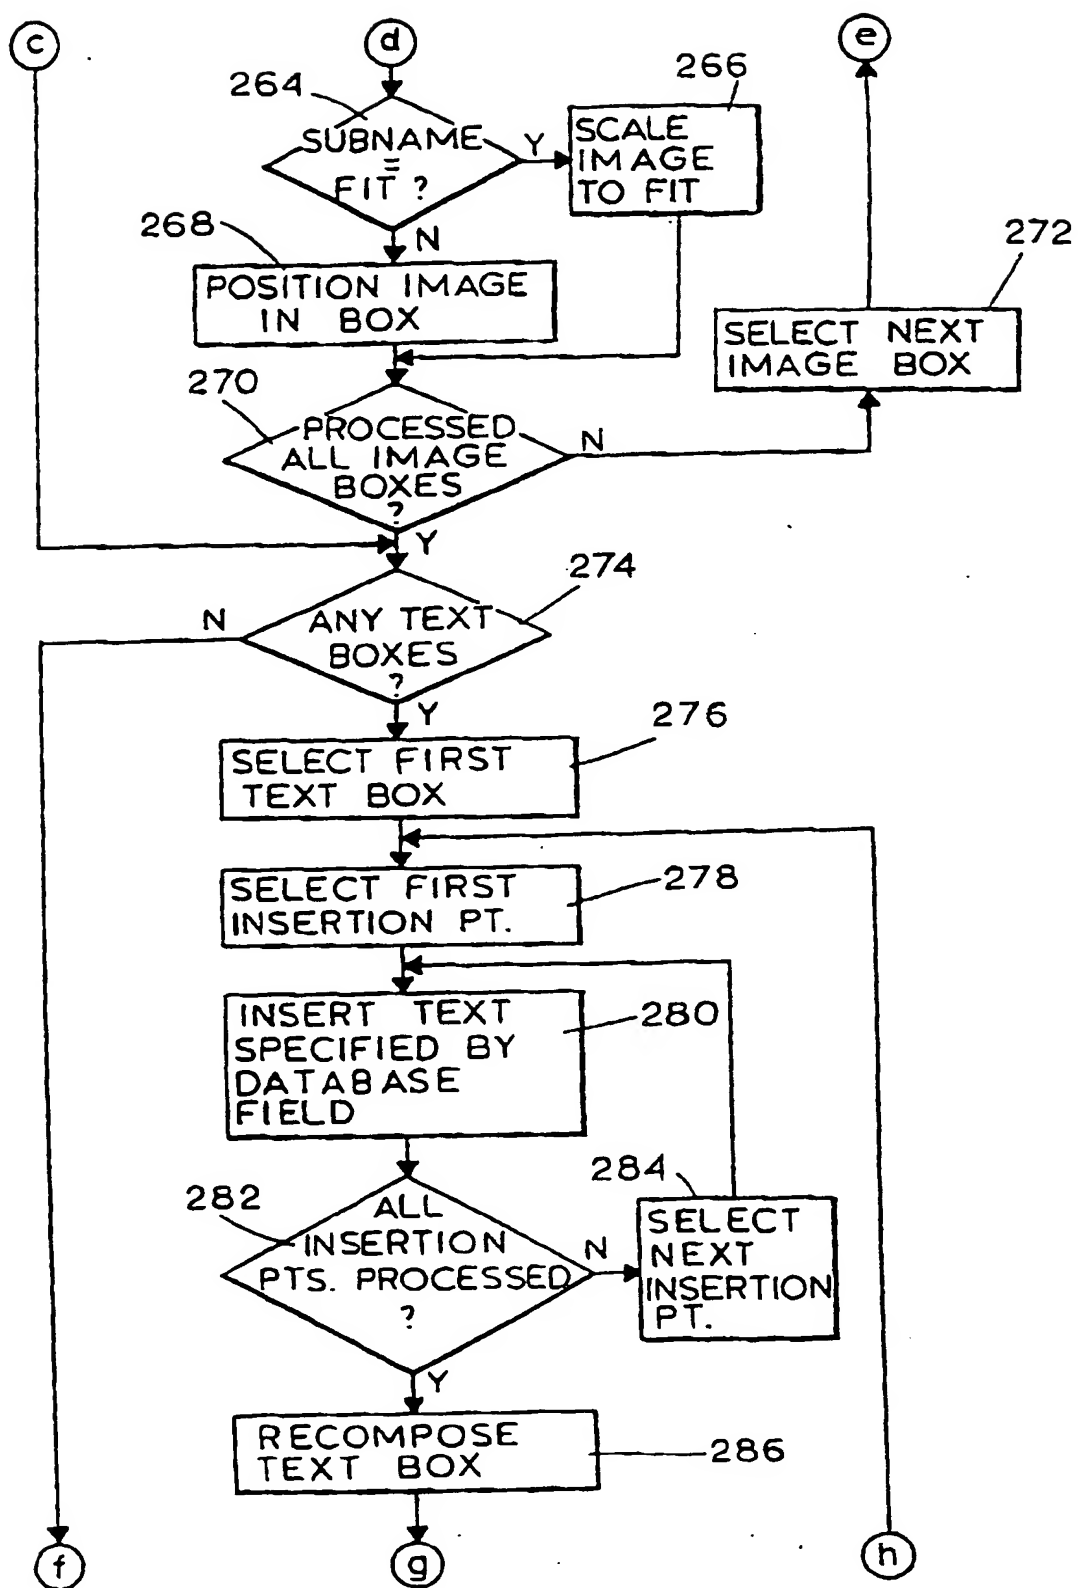 c
d
e
264
266
SUBNAME
=
FIT ?
Y
SCALE
IMAGE
TO FIT
268
N
272
POSITION IMAGE
IN BOX
SELECT NEXT
IMAGE BOX
270
PROCESSED
ALL IMAGE
BOXES
?
N
Y
274
N
ANY TEXT
BOXES
?
Y
276
SELECT FIRST
TEXT BOX
SELECT FIRST
INSERTION PT.
278
INSERT TEXT
SPECIFIED BY
DATABASE
FIELD
280
282
ALL
INSERTION
PTS. PROCESSED
?
N
284
SELECT
NEXT
INSERTION
PT.
Y
RECOMPOSE
TEXT BOX
286
f
g
h